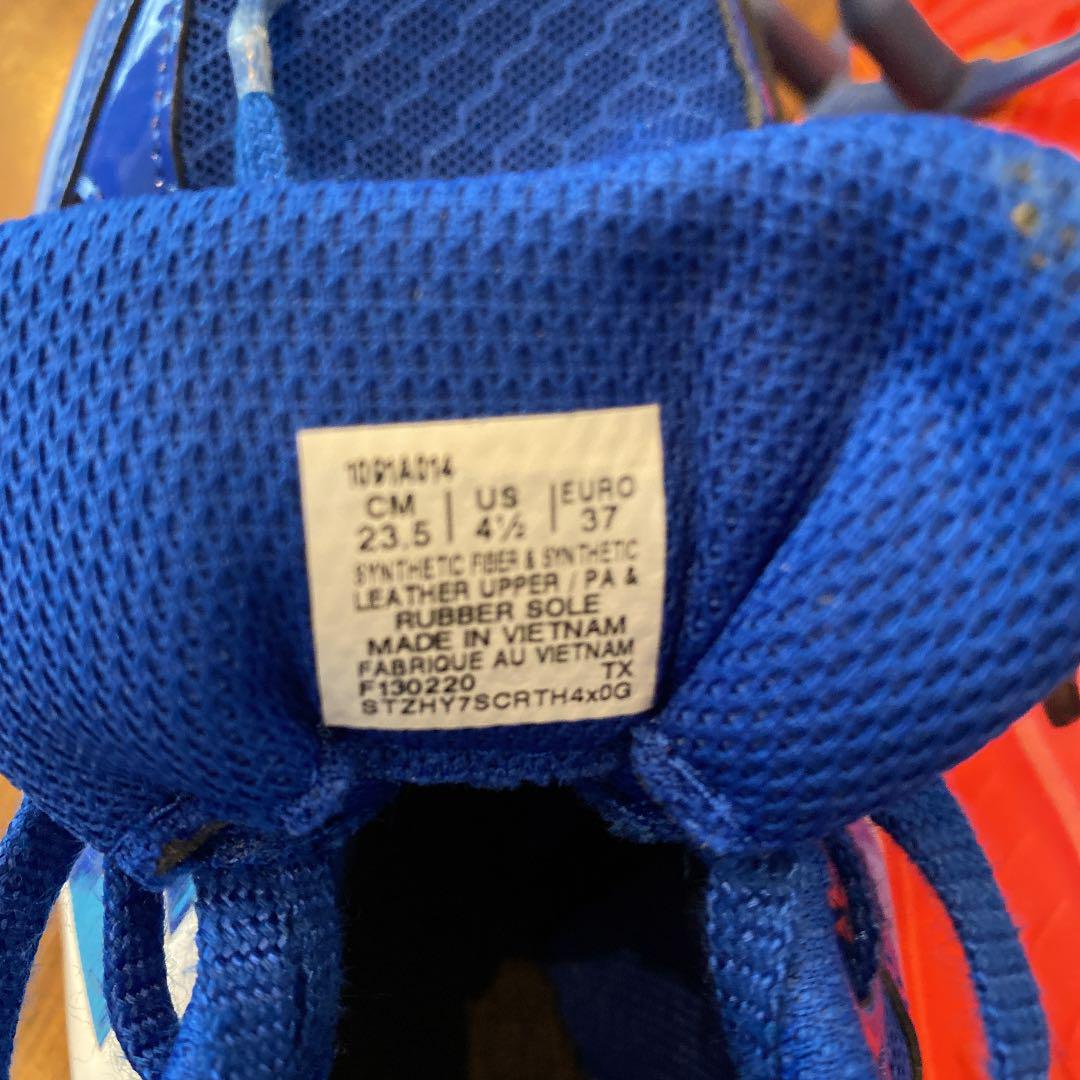 1091A014
CM | US | EURO
23.5 | 4½ | 37
SYNTHETIC FIBER & SYNTHETIC
LEATHER UPPER / PA &
RUBBER SOLE
MADE IN VIETNAM
FABRIQUE AU VIETNAM
F130220 TX
STZHY7SCRTH4x0G